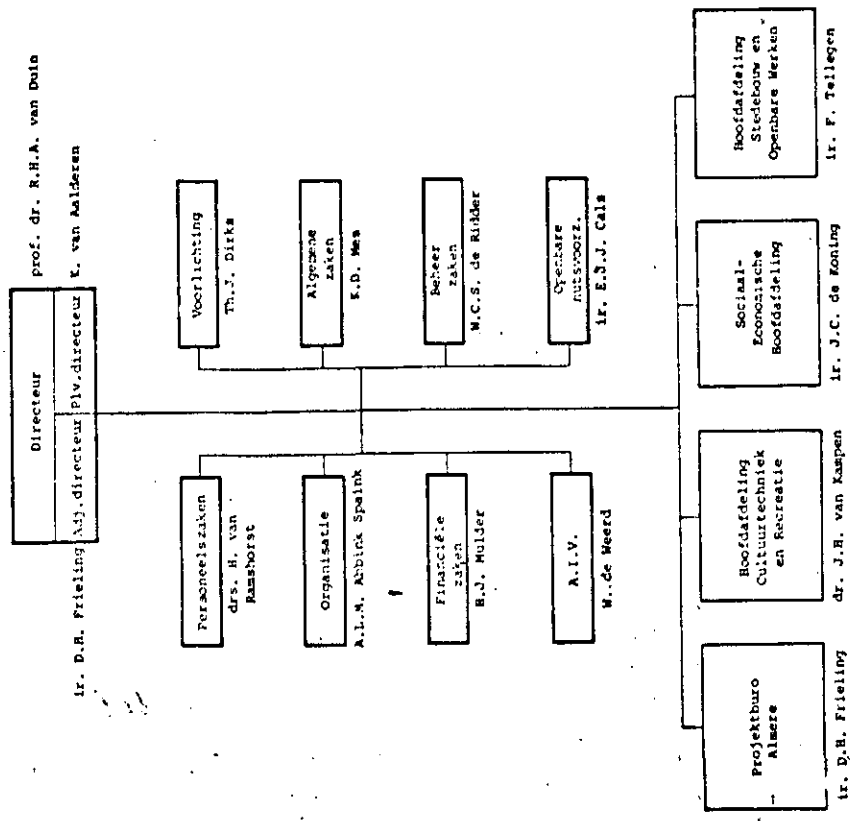 prof. dr. R.H.A. van Duin
Directeur
ir. D.H. Frieling
Adj.directeur
Plv.directeur
K. van Aalderen
Personeelszaken
drs. H. van
Ramshorst
Voorlichting
Th.J. Dirks
Organisatie
A.L.M. Abbink Spaink
Algemene
zaken
K.D. Mes
Financiële
zaken
H.J. Mulder
Beheer
zaken
W.C.S. de Ridder
A.I.V.
W. de Weerd
Openbare
nutsvoorz.
ir. E.J.J. Cals
Projektburo
Almere
ir. D.H. Frieling
Hoofdafdeling
Cultuurtechniek
en Recreatie
dr. J.H. van Kampen
Sociaal-
Economische
Hoofdafdeling
ir. J.C. de Koning
Hoofdafdeling
Stedebouw en
Openbare Werken
ir. F. Tellegen